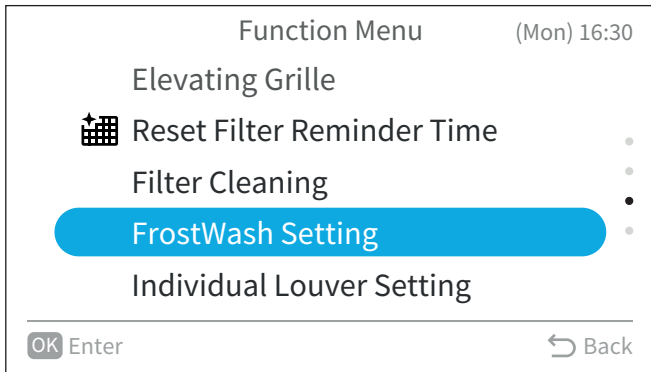 Function Menu (Mon) 16:30
Elevating Grille
Reset Filter Reminder Time
Filter Cleaning
FrostWash Setting
Individual Louver Setting
OK Enter Back